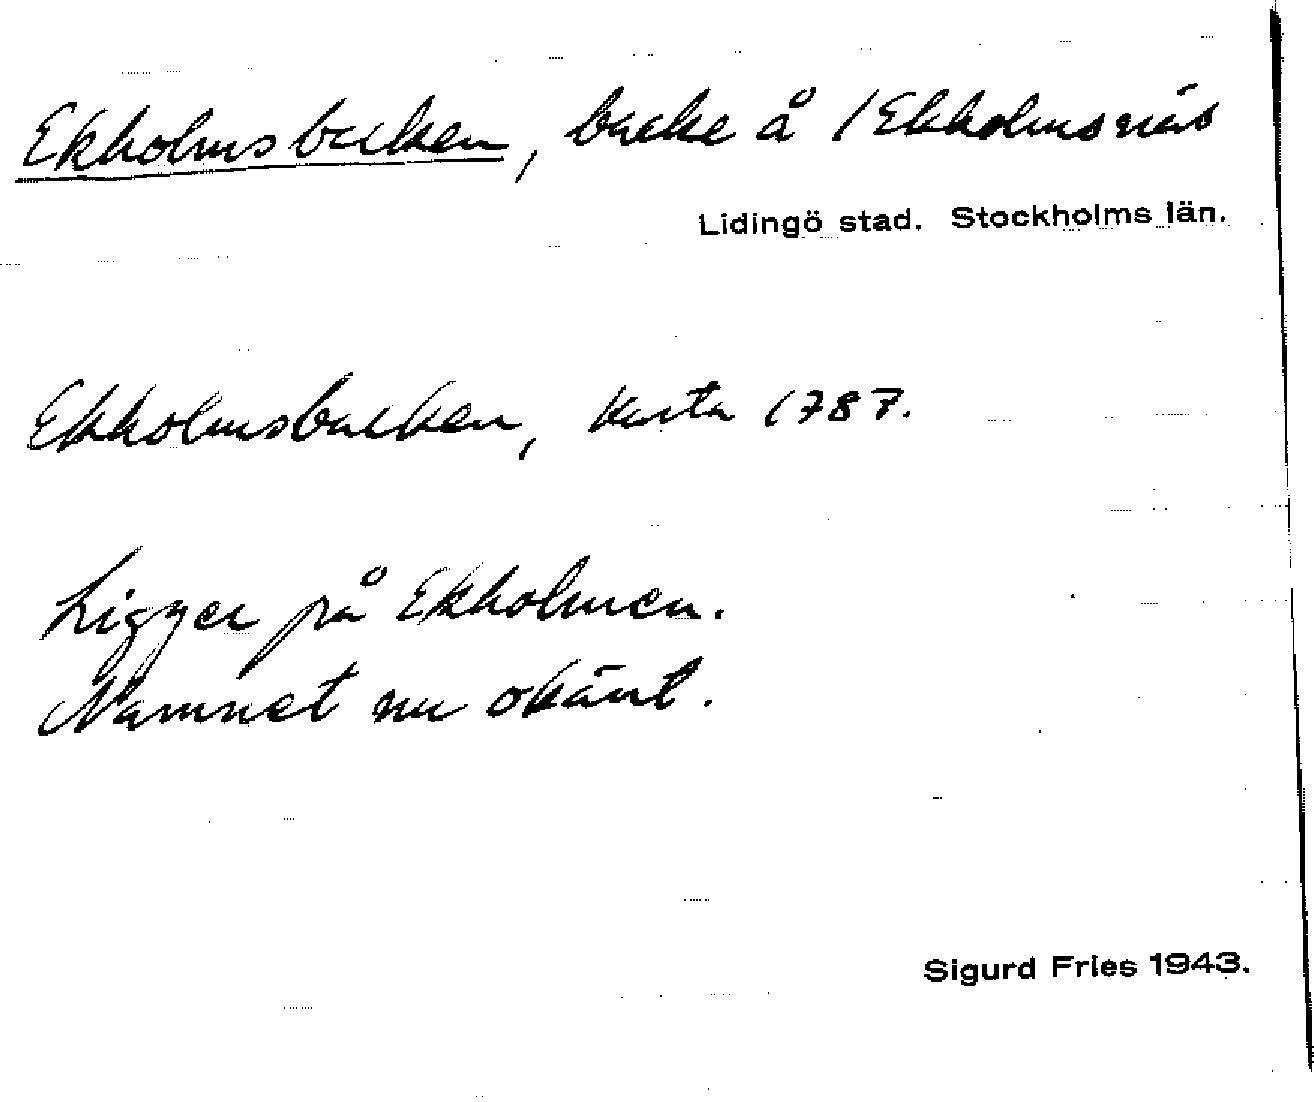 Ekholmsbacken, backe å / Ekholmsnäs
Lidingö stad. Stockholms län.
Ekholmsbacken, karta 1787.
Ligger på Ekholmen.
Namnet nu okänt.
Sigurd Fries 1943.